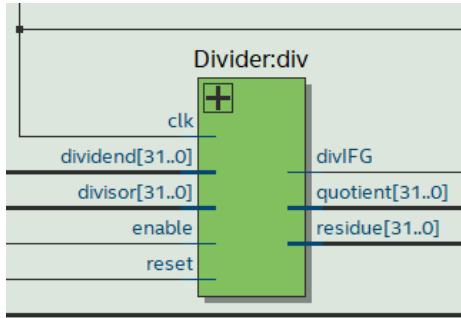 Divider:div
clk
dividend[31..0]
divIFG
divisor[31..0]
quotient[31..0]
enable
residue[31..0]
reset